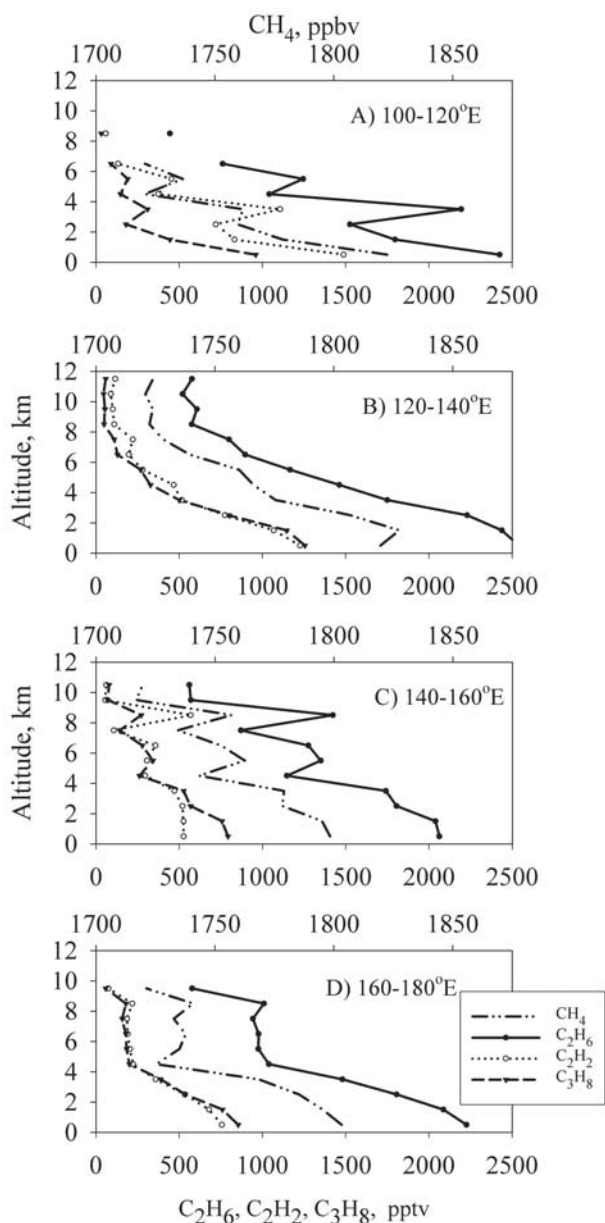 CH₄, ppbv
1700 1750 1800 1850
12
10
8
6
4
2
0
A) 100-120°E
0 500 1000 1500 2000 2500
1700 1750 1800 1850
12
10
8
6
4
2
0
B) 120-140°E
Altitude, km
0 500 1000 1500 2000 2500
1700 1750 1800 1850
12
10
8
6
4
2
0
C) 140-160°E
Altitude, km
0 500 1000 1500 2000 2500
1700 1750 1800 1850
12
10
8
6
4
2
0
D) 160-180°E
CH₄
C₂H₆
C₂H₂
C₃H₈
0 500 1000 1500 2000 2500
C₂H₆, C₂H₂, C₃H₈, pptv